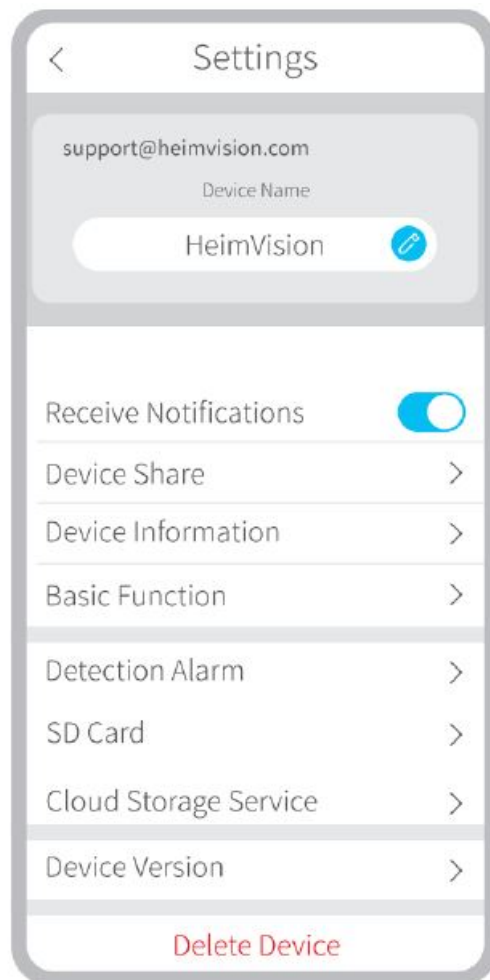 Settings
support@heimvision.com
Device Name
HeimVision
Receive Notifications
Device Share
Device Information
Basic Function
Detection Alarm
SD Card
Cloud Storage Service
Device Version
Delete Device